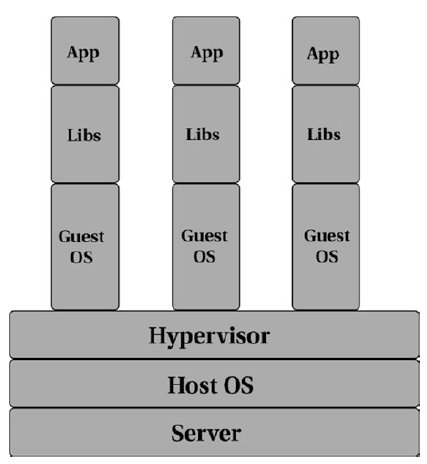 App App App
Libs Libs Libs
Guest Guest Guest
OS OS OS
Hypervisor
Host OS
Server